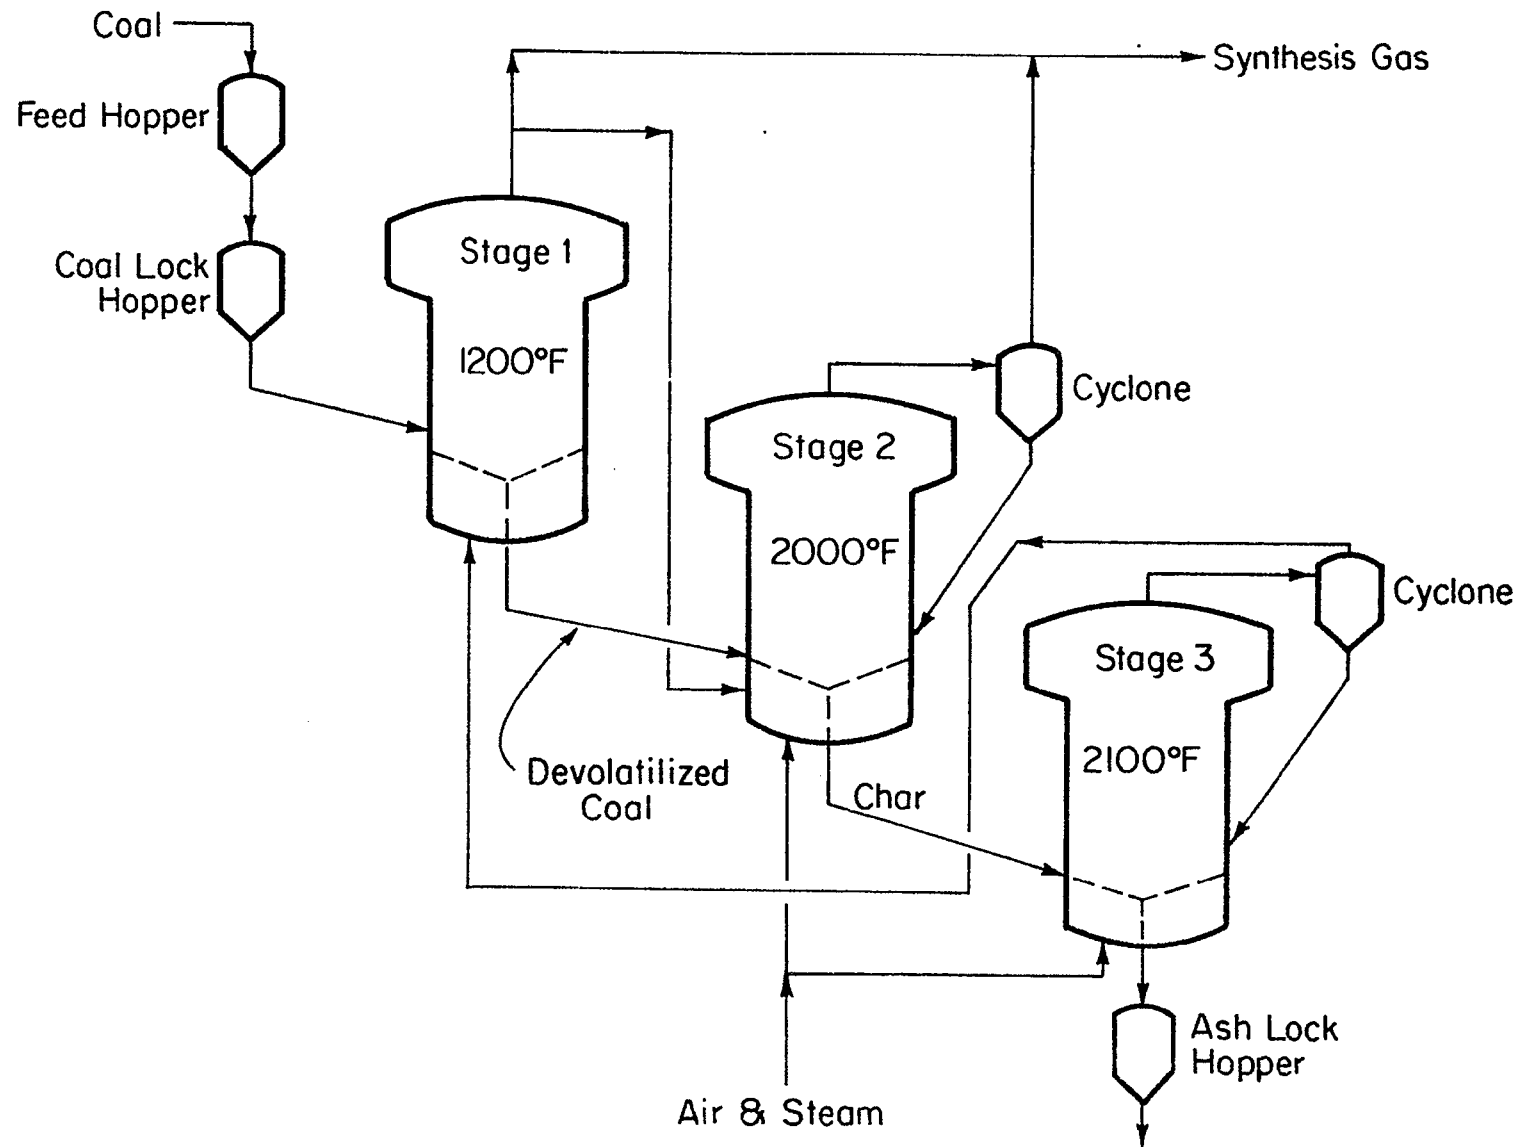 Coal
Synthesis Gas
Feed Hopper
Coal Lock
Hopper
Stage 1
1200°F
Cyclone
Stage 2
2000°F
Cyclone
Stage 3
2100°F
Devolatilized
Coal
Char
Ash Lock
Hopper
Air & Steam